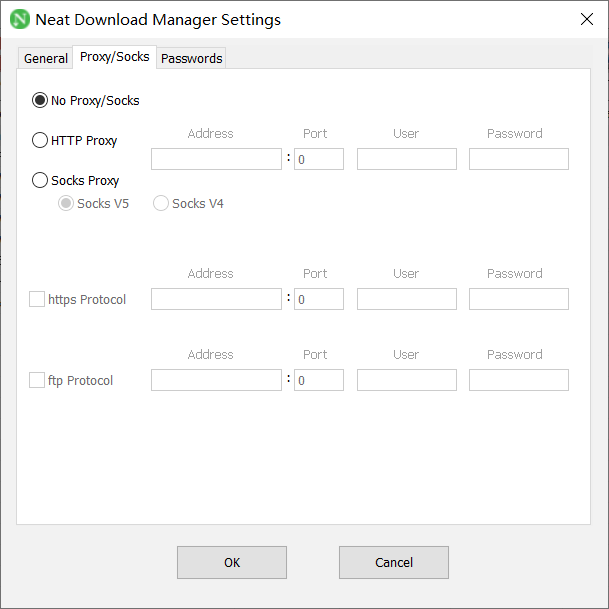 Neat Download Manager Settings
General Proxy/Socks Passwords
No Proxy/Socks
Address Port User Password
HTTP Proxy
: 0
Socks Proxy
Socks V5 Socks V4
Address Port User Password
https Protocol : 0
Address Port User Password
ftp Protocol : 0
OK Cancel